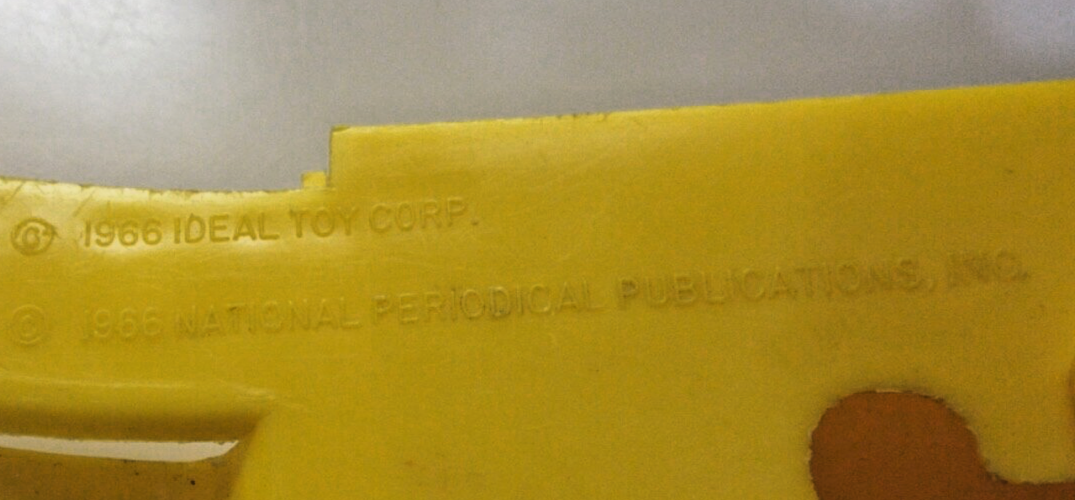 © 1966 IDEAL TOY CORP.
© 1966 NATIONAL PERIODICAL PUBLICATIONS, INC.